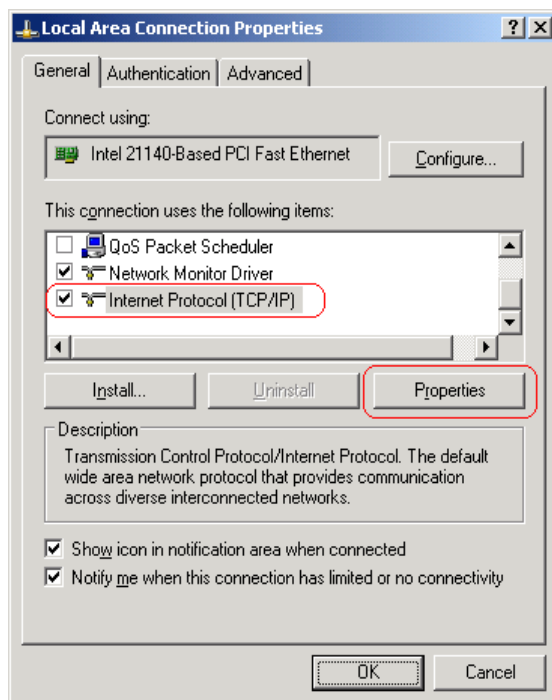 Local Area Connection Properties
General
Authentication
Advanced
Connect using:
Intel 21140-Based PCI Fast Ethernet
Configure...
This connection uses the following items:
QoS Packet Scheduler
Network Monitor Driver
Internet Protocol (TCP/IP)
Install...
Uninstall
Properties
Description
Transmission Control Protocol/Internet Protocol. The default
wide area network protocol that provides communication
across diverse interconnected networks.
Show icon in notification area when connected
Notify me when this connection has limited or no connectivity
OK
Cancel